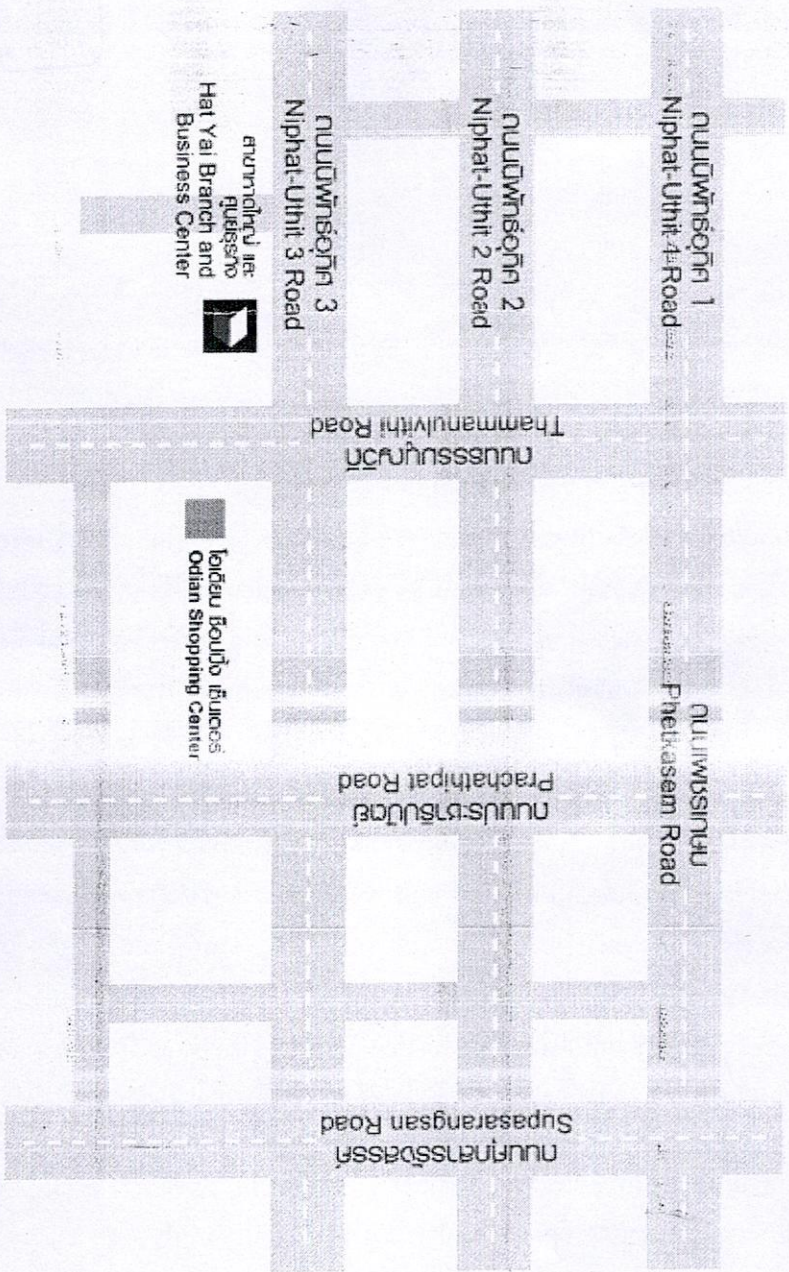 ถนนนิพัทธ์อุทิศ 1
Niphat-Uthit 1 Road
ถนนเพชรเกษม
Phetkasem Road
ถนนนิพัทธ์อุทิศ 2
Niphat-Uthit 2 Road
ถนนนิพัทธ์อุทิศ 3
Niphat-Uthit 3 Road
สาขาหาดใหญ่ และ
ศูนย์ธุรกิจ
Hat Yai Branch and
Business Center
ถนนธรรมนูญวิถี
Thammanulvithi Road
โอเดียน ช็อปปิ้ง เซ็นเตอร์
Odian Shopping Center
ถนนประชาธิปัตย์
Prachathipat Road
ถนนศุภสารรังสรรค์
Supasarangsan Road